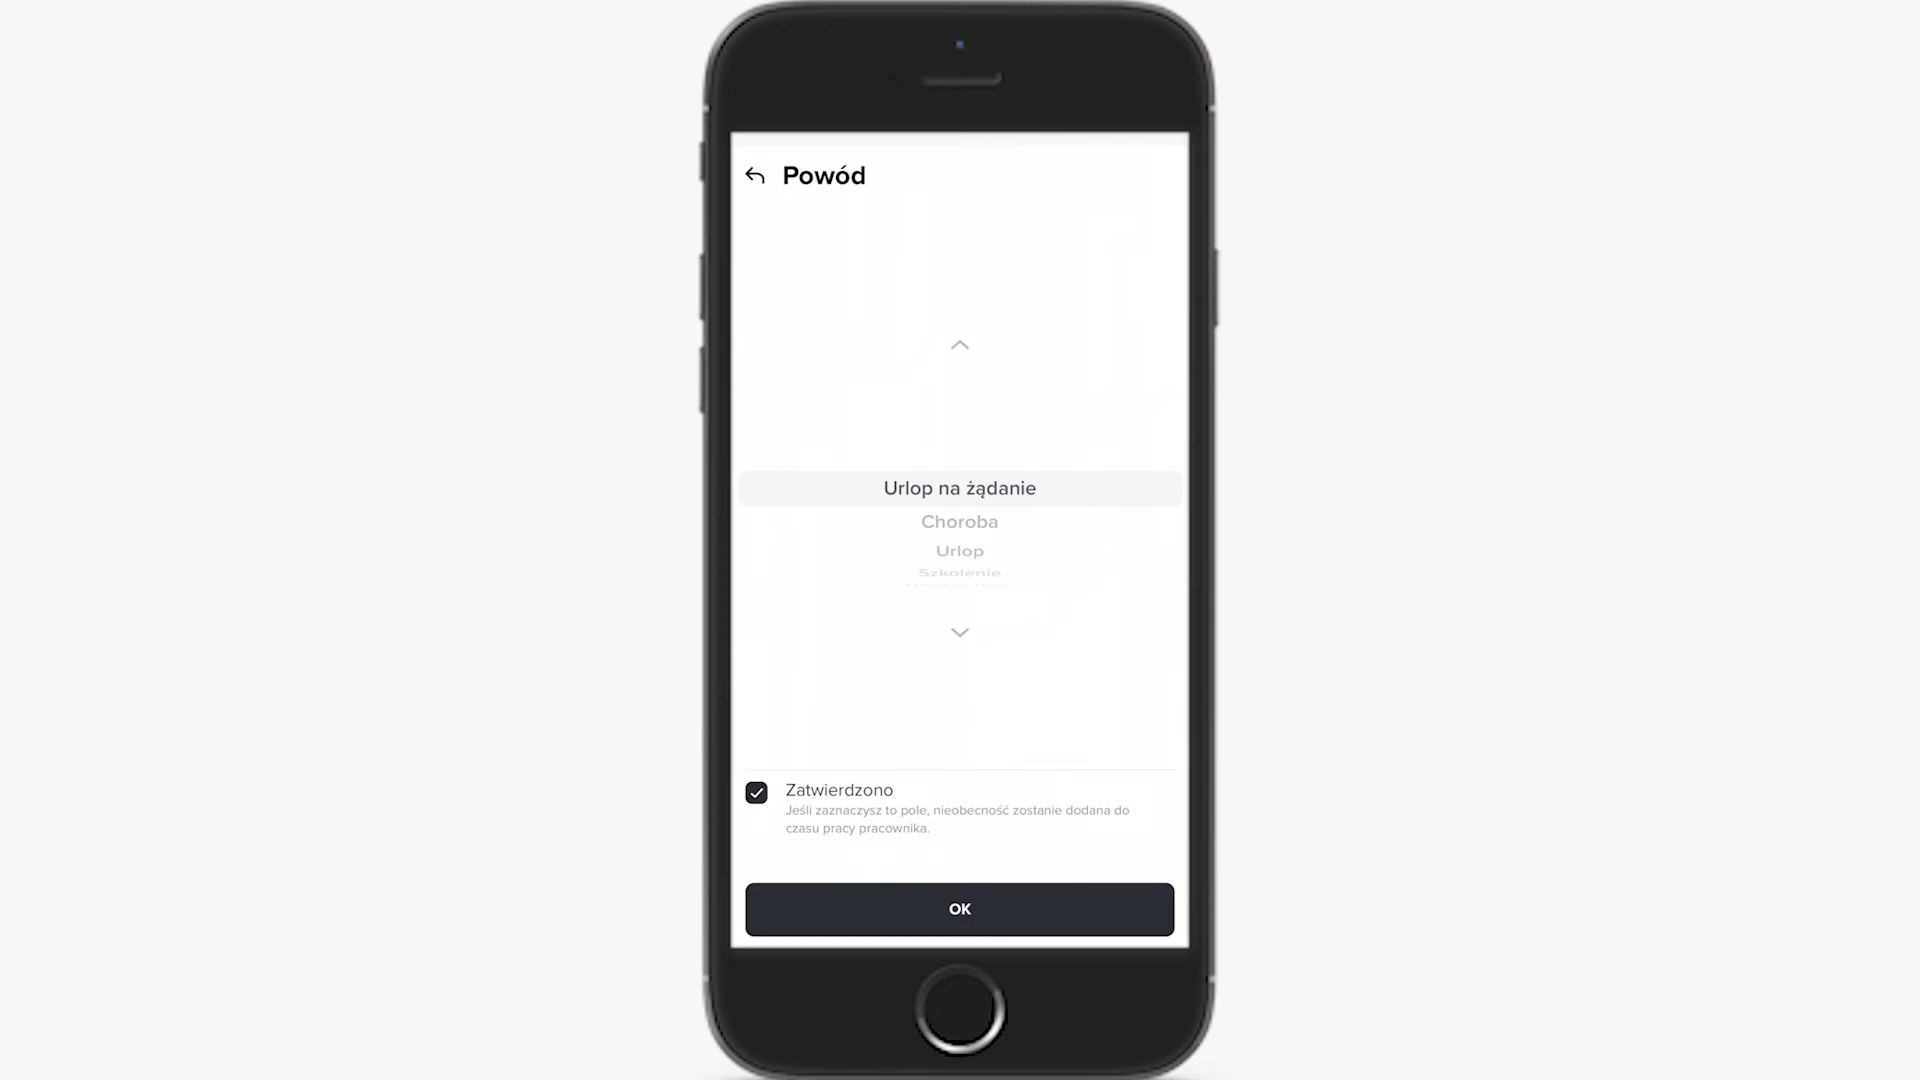 Powód
Urlop na żądanie
Choroba
Urlop
Szkolenie
Zatwierdzono
Jeśli zaznaczysz to pole, nieobecność zostanie dodana do
czasu pracy pracownika.
OK